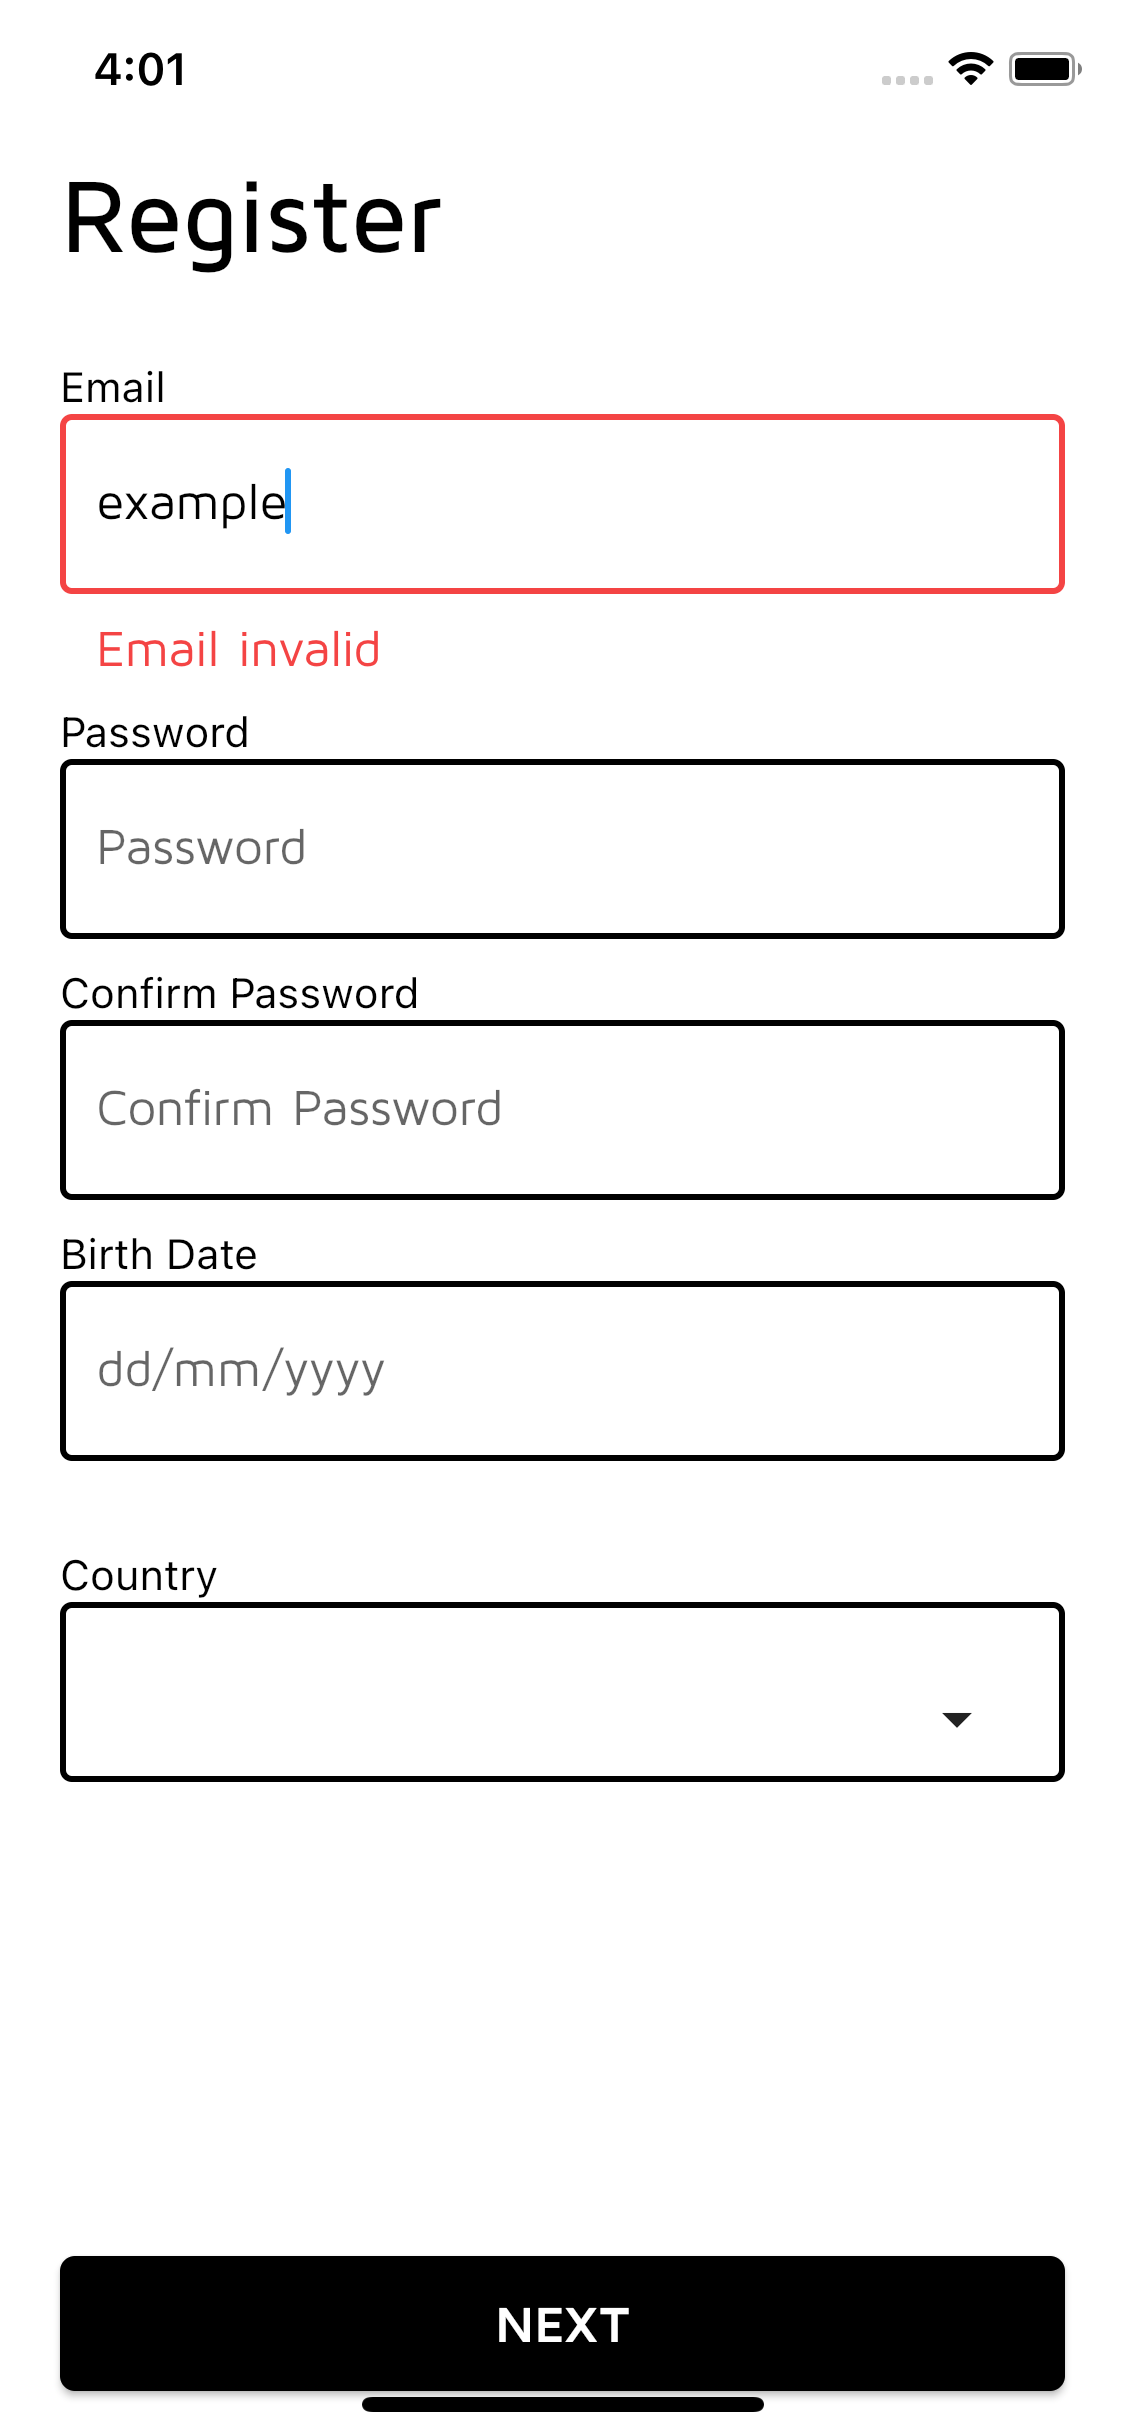 4:01
Register
Email
example
Email invalid
Password
Password
Confirm Password
Confirm Password
Birth Date
dd/mm/yyyy
Country
NEXT